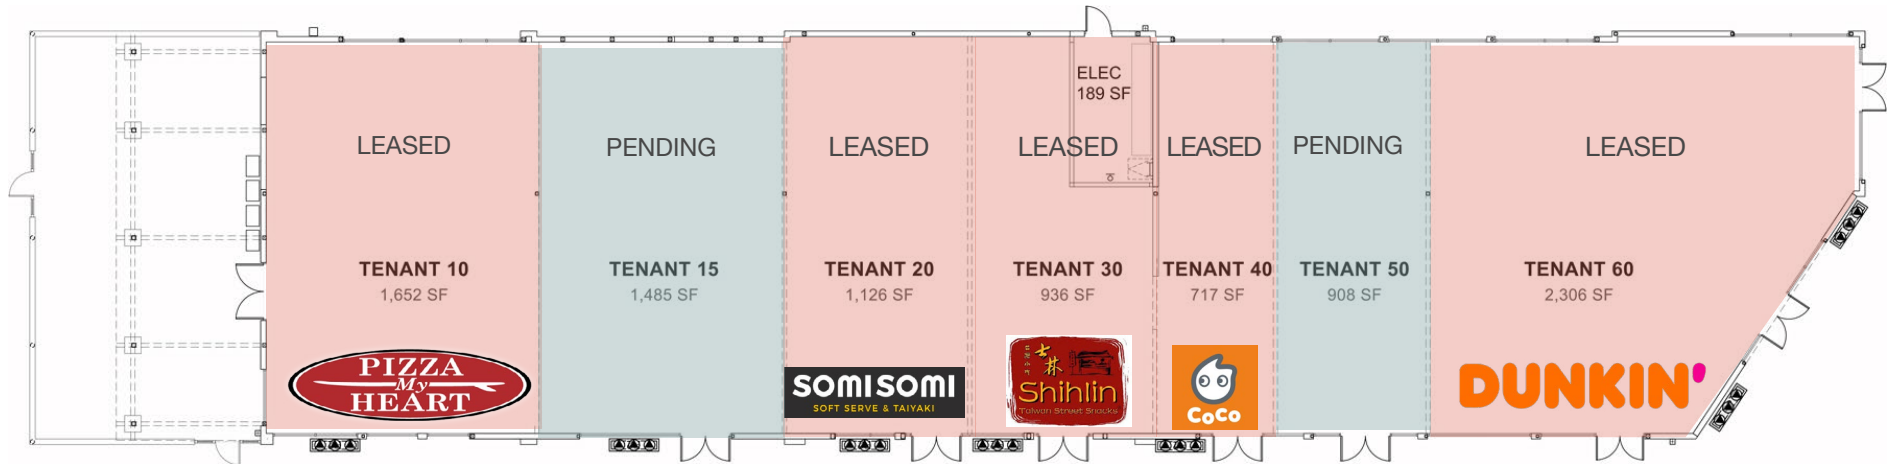 ELEC
189 SF
LEASED
PENDING
LEASED
LEASED
LEASED
PENDING
LEASED
TENANT 10
1,652 SF
TENANT 15
1,485 SF
TENANT 20
1,126 SF
TENANT 30
936 SF
TENANT 40
717 SF
TENANT 50
908 SF
TENANT 60
2,306 SF
PIZZA
My
HEART
SOMISOMI
SOFT SERVE & TAIYAKI
士林
Shihlin
Taiwan Street Snacks
CoCo
DUNKIN'